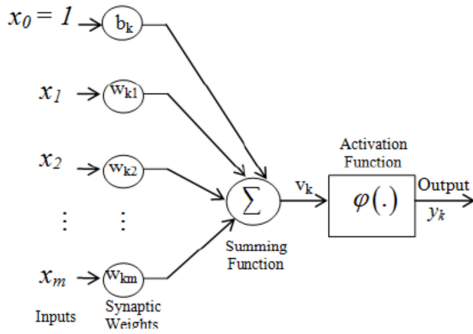 x₀ = 1
bₖ
x₁
wₖ₁
x₂
wₖ₂
⋮
⋮
xₘ
wₖₘ
Inputs
Synaptic
Weights
∑
Summing
Function
vₖ
Activation
Function
φ(.)
Output
yₖ